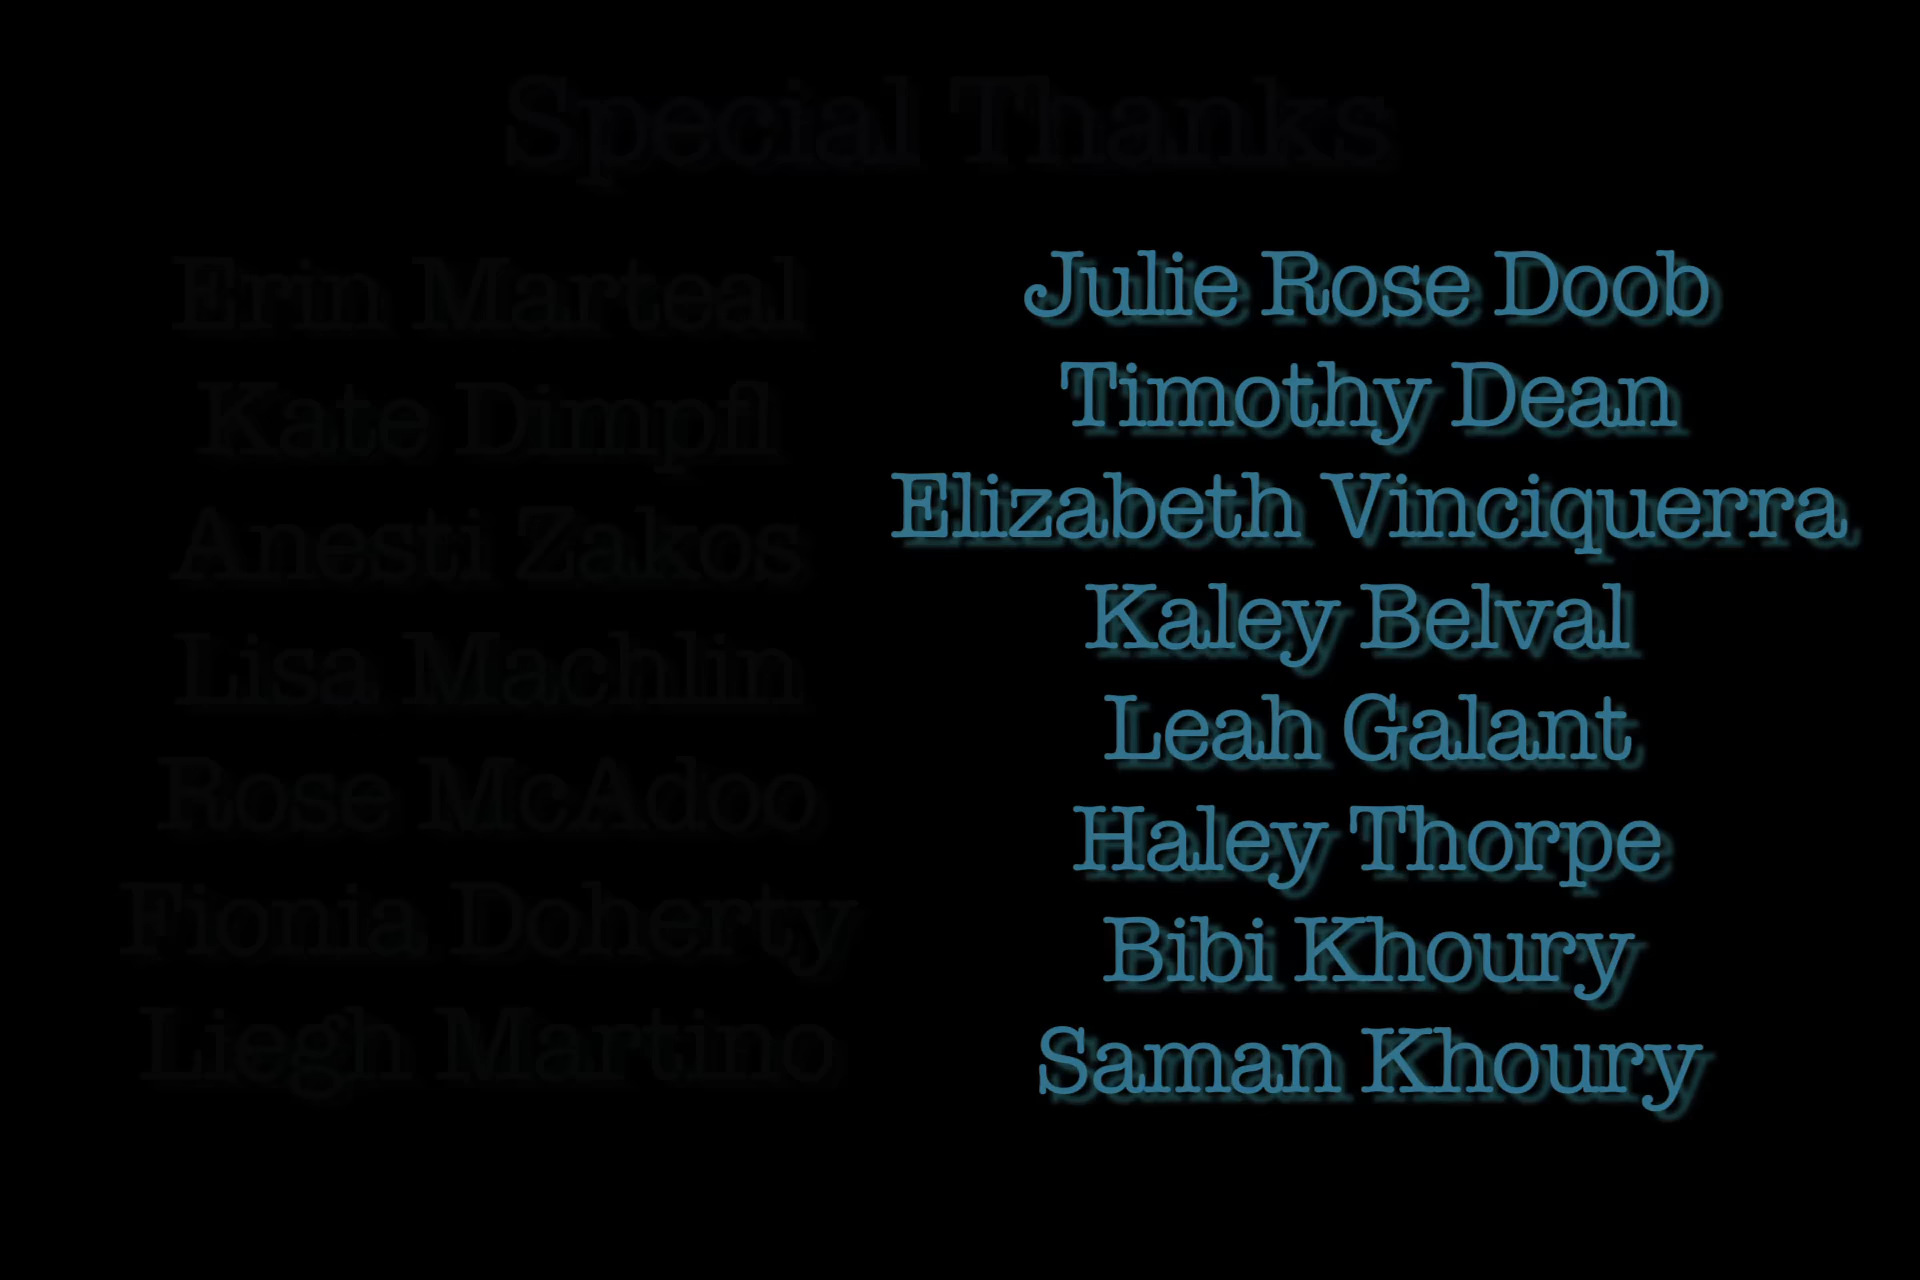 Special Thanks
Erin Marteal
Kate Dimpfl
Anesti Zakos
Lisa Machlin
Rose McAdoo
Fionia Doherty
Liegh Martino
Julie Rose Doob
Timothy Dean
Elizabeth Vinciquerra
Kaley Belval
Leah Galant
Haley Thorpe
Bibi Khoury
Saman Khoury